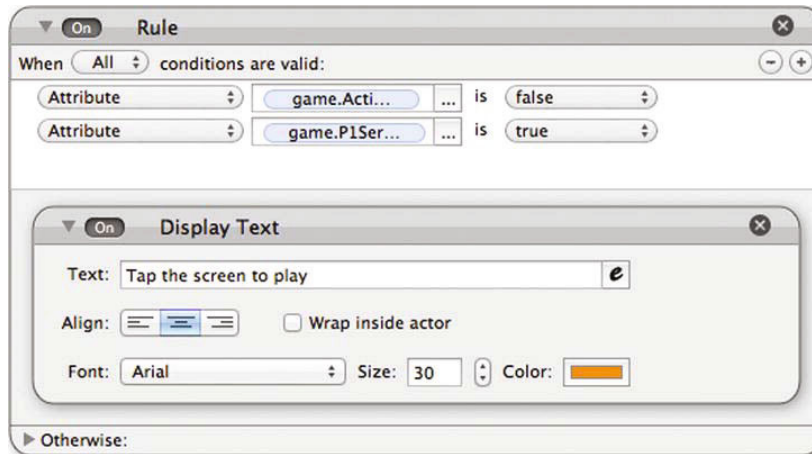 On Rule
When All conditions are valid:
Attribute game.Acti... ... is false
Attribute game.P1Ser... ... is true
On Display Text
Text: Tap the screen to play e
Align: Wrap inside actor
Font: Arial Size: 30 Color:
Otherwise: